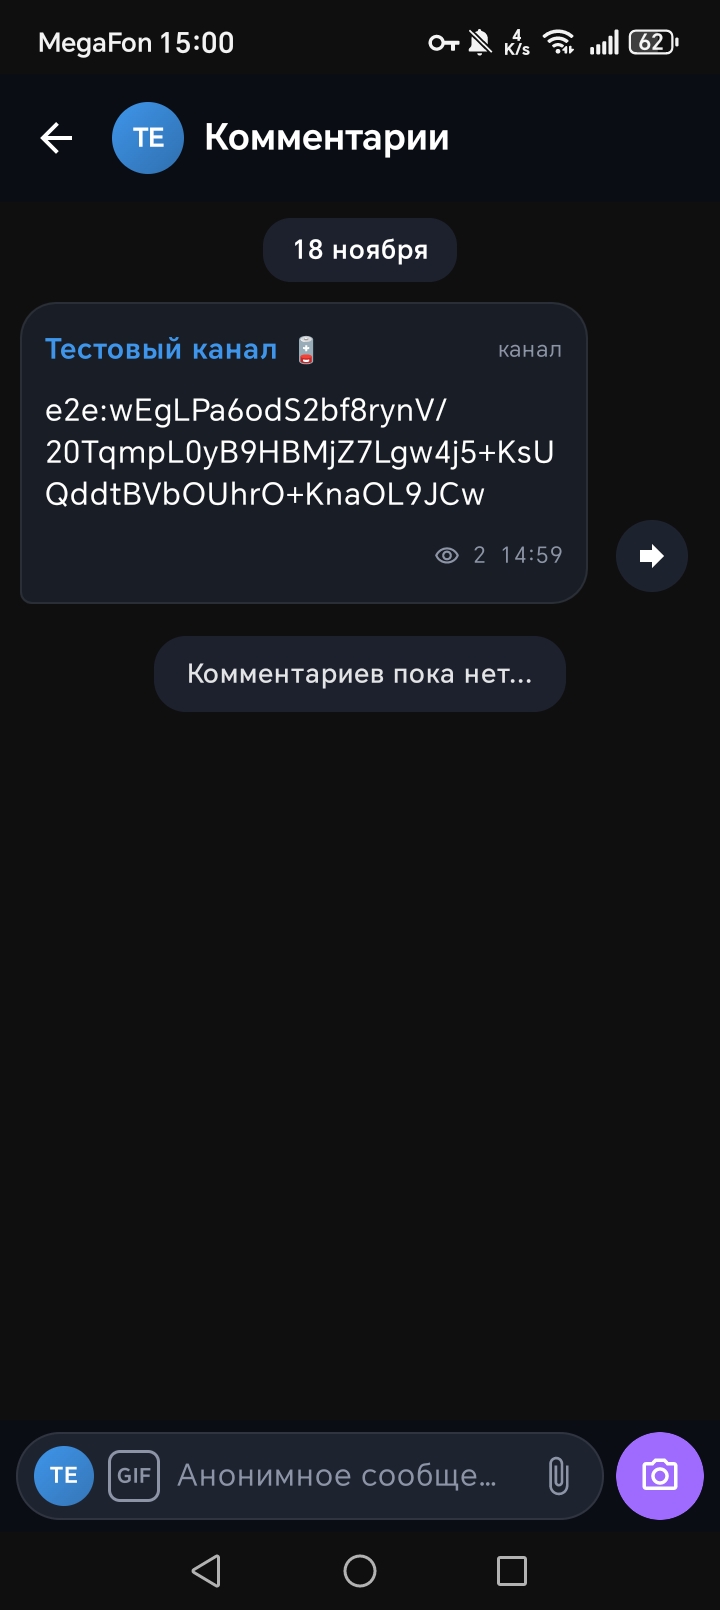 MegaFon 15:00
4
K/s
62
TE
Комментарии
18 ноября
Тестовый канал
канал
e2e:wEgLPa6odS2bf8rynV/
20TqmpL0yB9HBMjZ7Lgw4j5+KsU
QddtBVbOUhrO+KnaOL9JCw
2 14:59
Комментариев пока нет...
TE
GIF
Анонимное сообще...